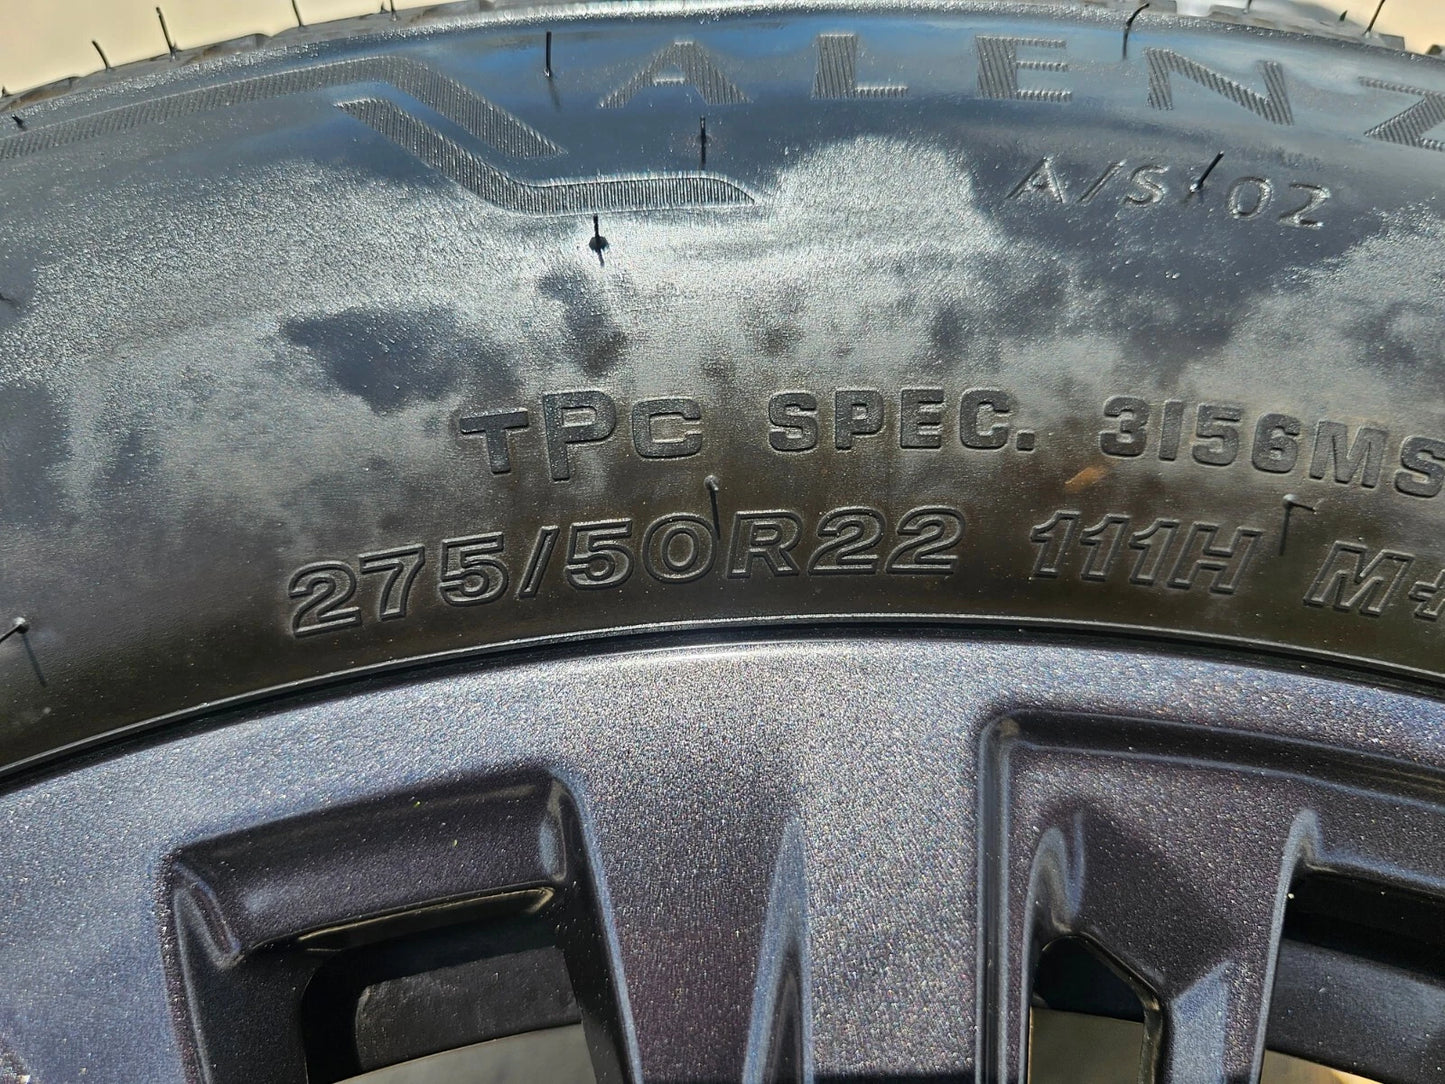 ALENZ
A/S 02
TPC SPEC. 3156MS
275/50R22 111H M+